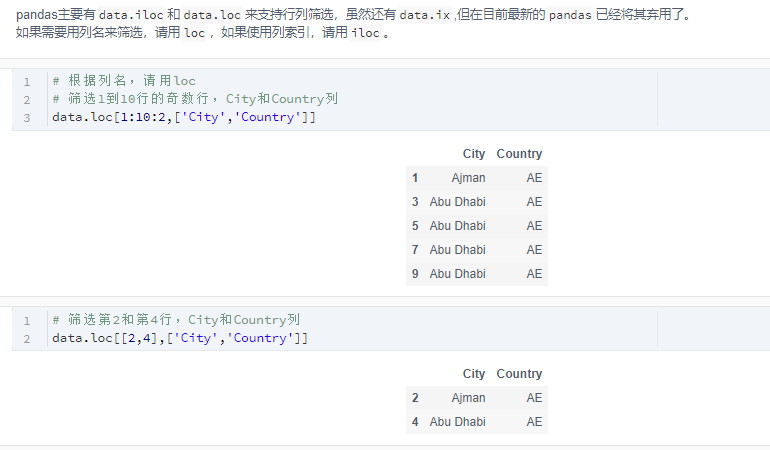 pandas主要有 data.iloc 和 data.loc 来支持行列筛选，虽然还有 data.ix ,但在目前最新的 pandas 已经将其弃用了。
如果需要用列名来筛选，请用 loc ，如果使用列索引，请用 iloc 。
1 # 根据列名，请用loc
2 # 筛选1到10行的奇数行，City和Country列
3 data.loc[1:10:2,['City','Country']]
City Country
1 Ajman AE
3 Abu Dhabi AE
5 Abu Dhabi AE
7 Abu Dhabi AE
9 Abu Dhabi AE
1 # 筛选第2和第4行，City和Country列
2 data.loc[[2,4],['City','Country']]
City Country
2 Ajman AE
4 Abu Dhabi AE